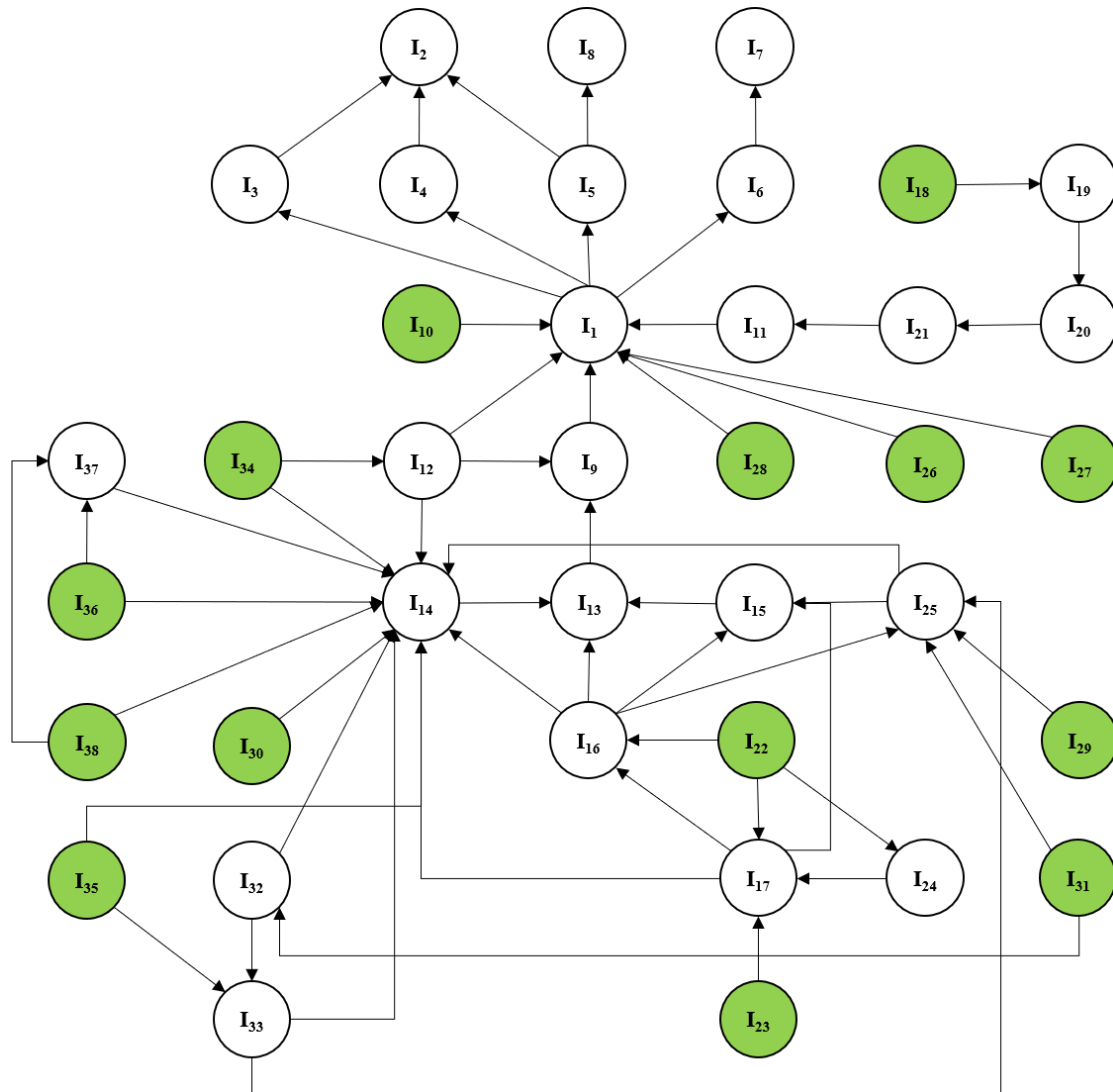 I₂ I₈ I₇
I₃ I₄ I₅ I₆ I₁₈ I₁₉
I₁₀ I₁ I₁₁ I₂₁ I₂₀
I₃₇ I₃₄ I₁₂ I₉ I₂₈ I₂₆ I₂₇
I₃₆ I₁₄ I₁₃ I₁₅ I₂₅
I₃₈ I₃₀ I₁₆ I₂₂ I₂₉
I₃₅ I₃₂ I₁₇ I₂₄ I₃₁
I₃₃ I₂₃